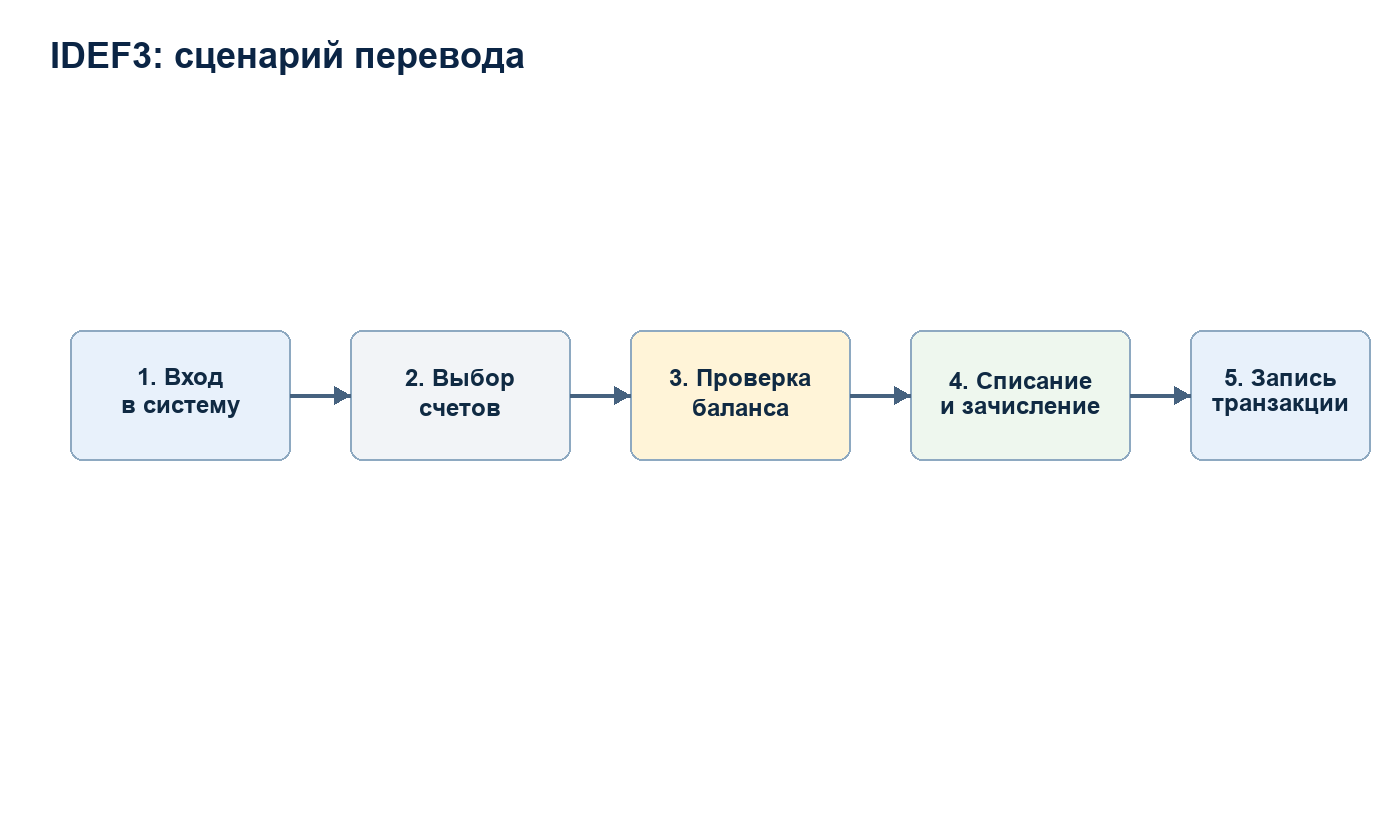 IDEF3: сценарий перевода
1. Вход
в систему
2. Выбор
счетов
3. Проверка
баланса
4. Списание
и зачисление
5. Запись
транзакции